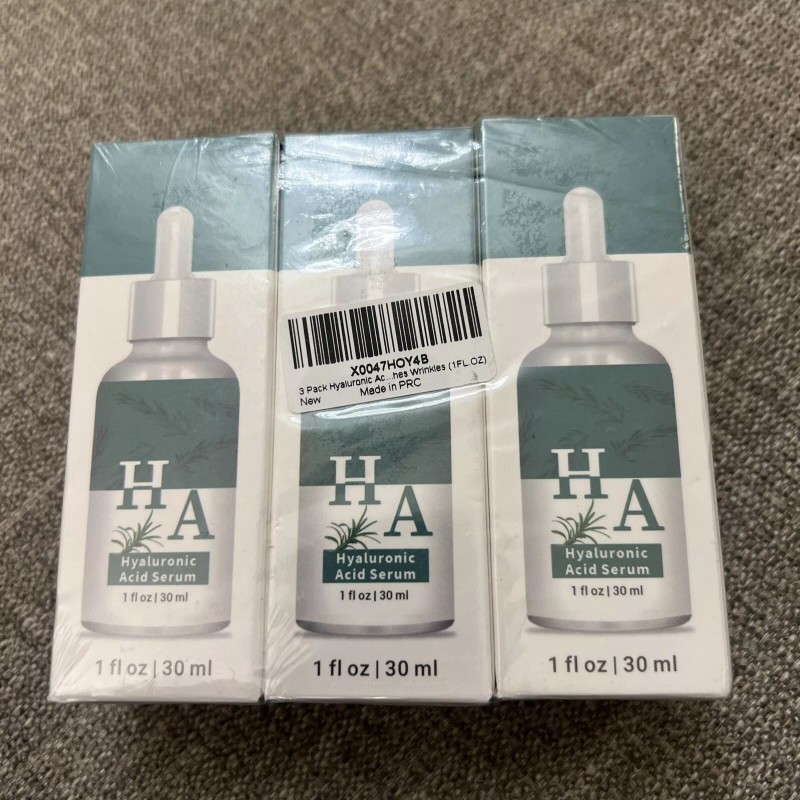 H
A
Hyaluronic
Acid Serum
1 fl oz | 30 ml
1 fl oz | 30 ml
X0047HOY4B
3 Pack Hyaluronic Ac...hes Wrinkles (1FL OZ)
New
Made in PRC
H
A
Hyaluronic
Acid Serum
1 fl oz | 30 ml
1 fl oz | 30 ml
H
A
Hyaluronic
Acid Serum
1 fl oz | 30 ml
1 fl oz | 30 ml